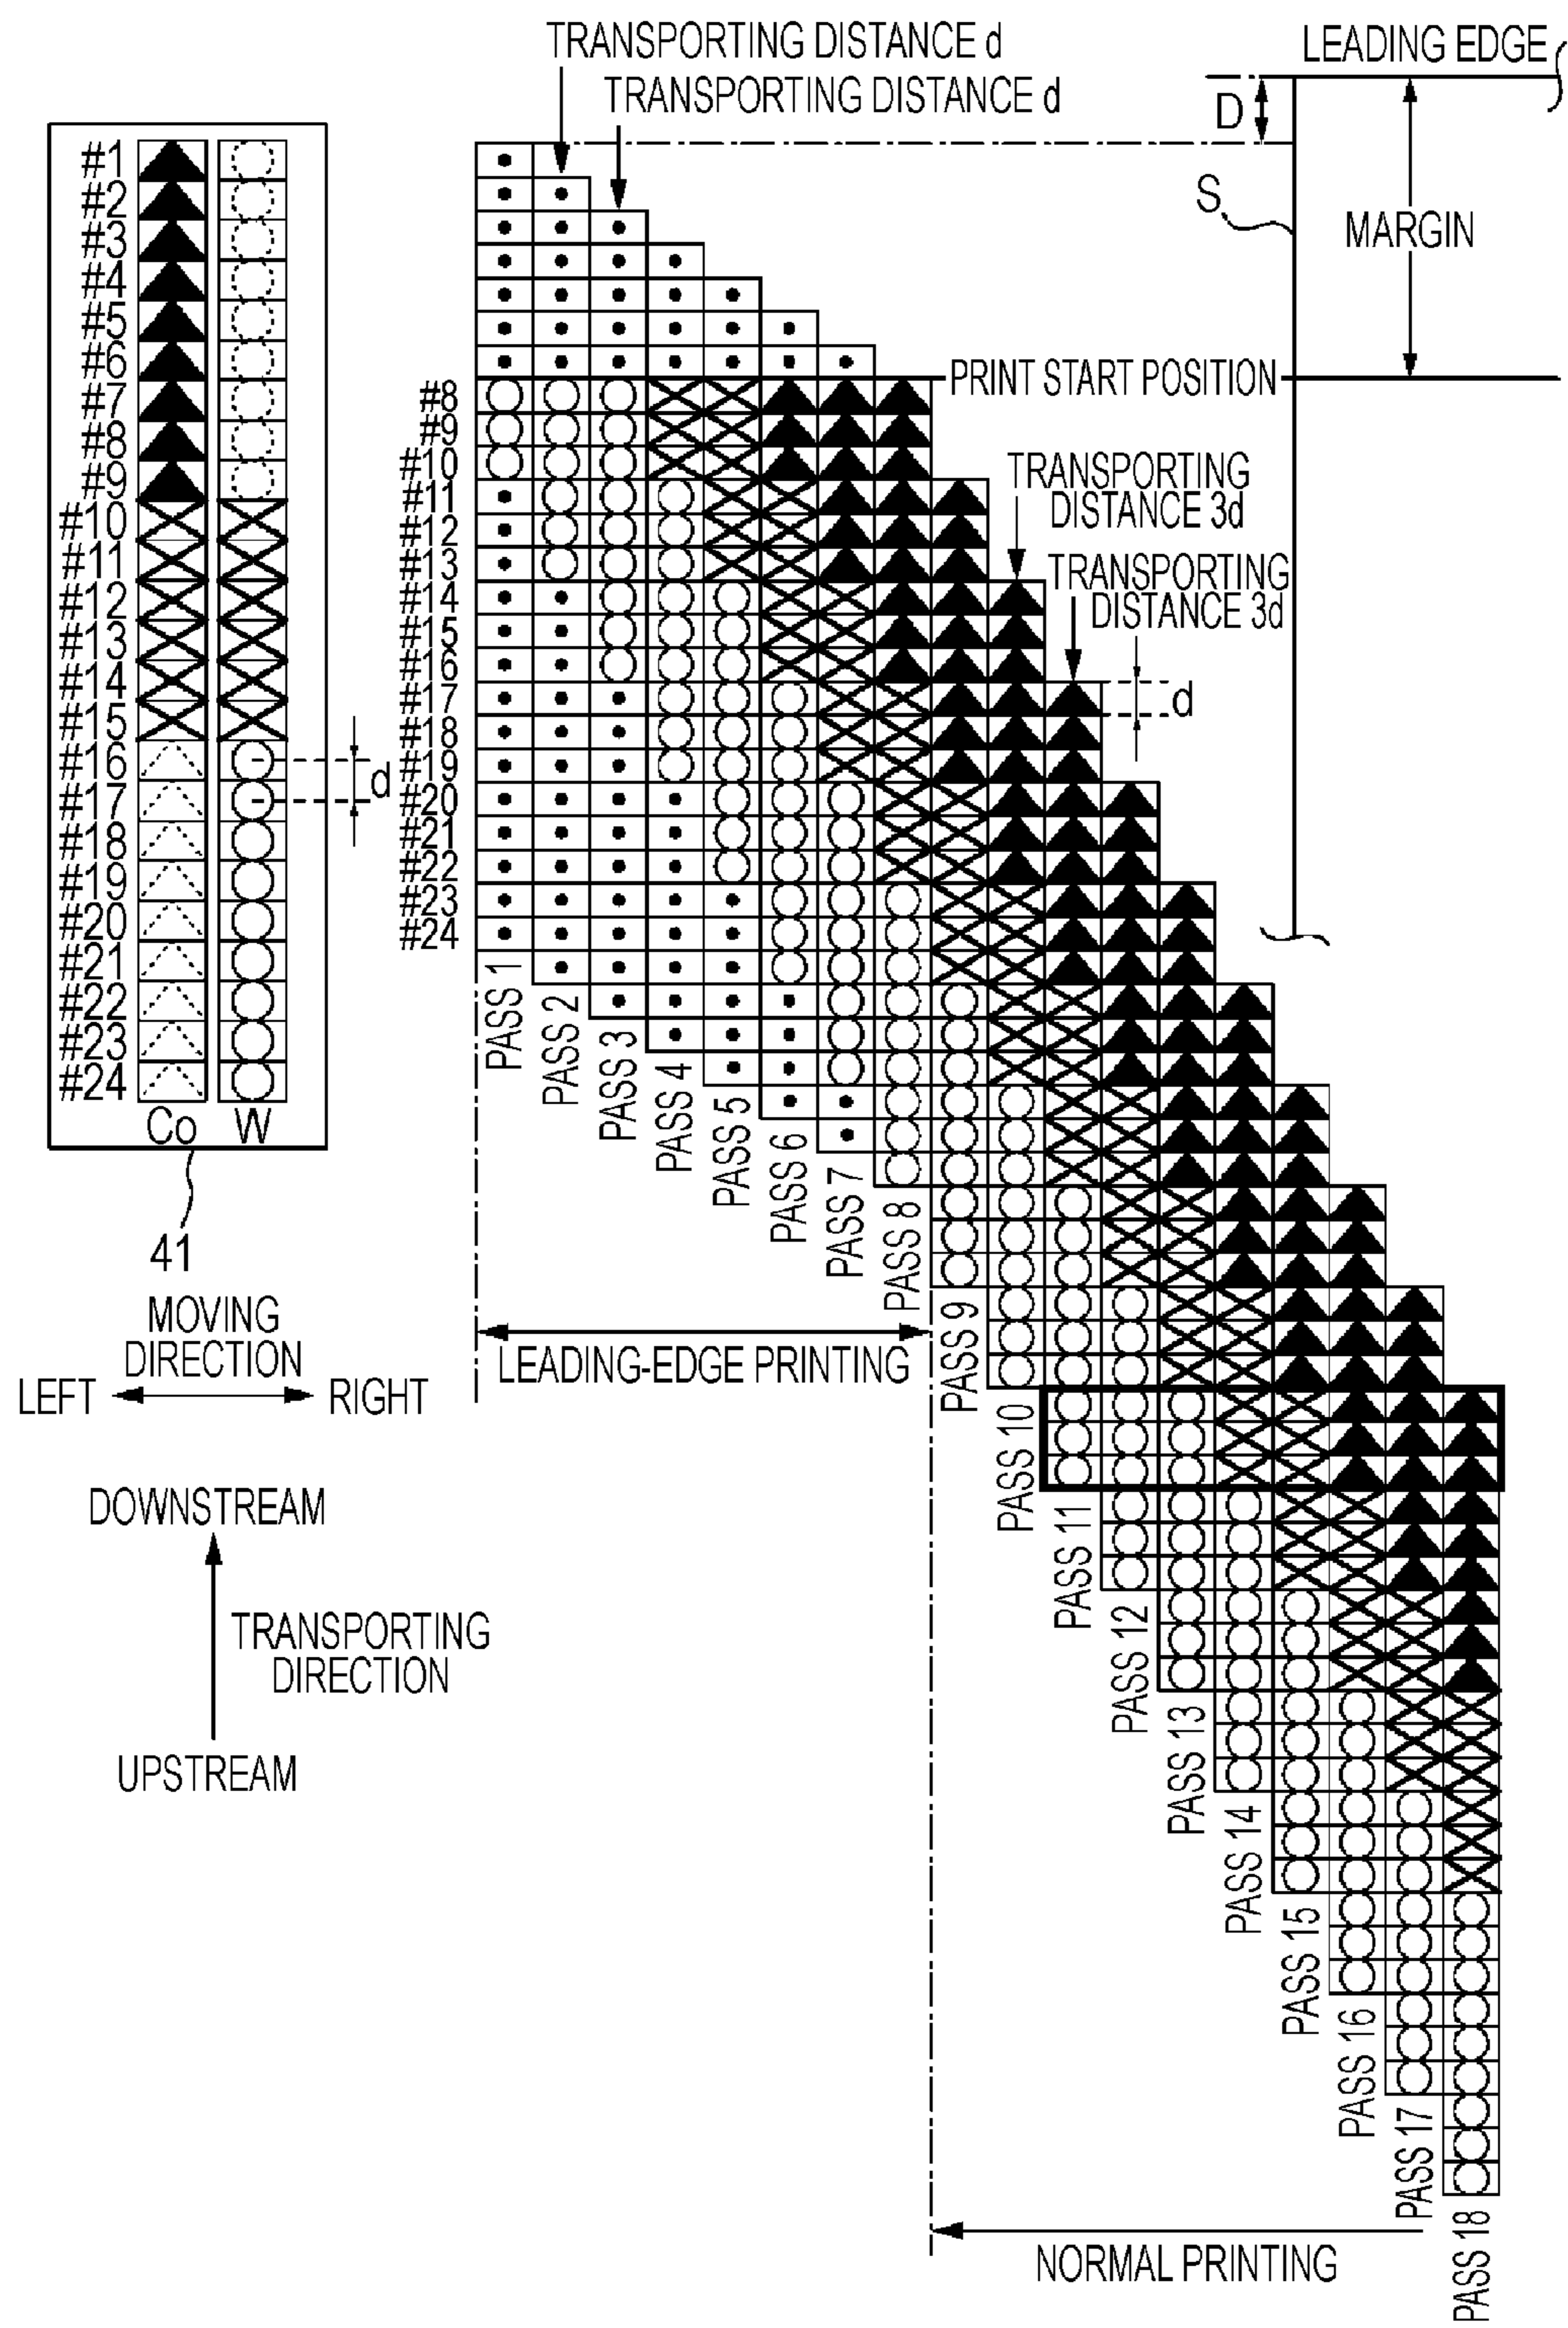 TRANSPORTING DISTANCE d
TRANSPORTING DISTANCE d
LEADING EDGE
D
S
MARGIN
#1
#2
#3
#4
#5
#6
#7
#8
#9
#10
#11
#12
#13
#14
#15
#16
#17
#18
#19
#20
#21
#22
#23
#24
d
Co
W
41
#8
#9
#10
#11
#12
#13
#14
#15
#16
#17
#18
#19
#20
#21
#22
#23
#24
PRINT START POSITION
TRANSPORTING
DISTANCE 3d
TRANSPORTING
DISTANCE 3d
d
PASS 1
PASS 2
PASS 3
PASS 4
PASS 5
PASS 6
PASS 7
PASS 8
PASS 9
PASS 10
PASS 11
PASS 12
PASS 13
PASS 14
PASS 15
PASS 16
PASS 17
PASS 18
LEADING-EDGE PRINTING
NORMAL PRINTING
MOVING
DIRECTION
LEFT
RIGHT
DOWNSTREAM
TRANSPORTING
DIRECTION
UPSTREAM